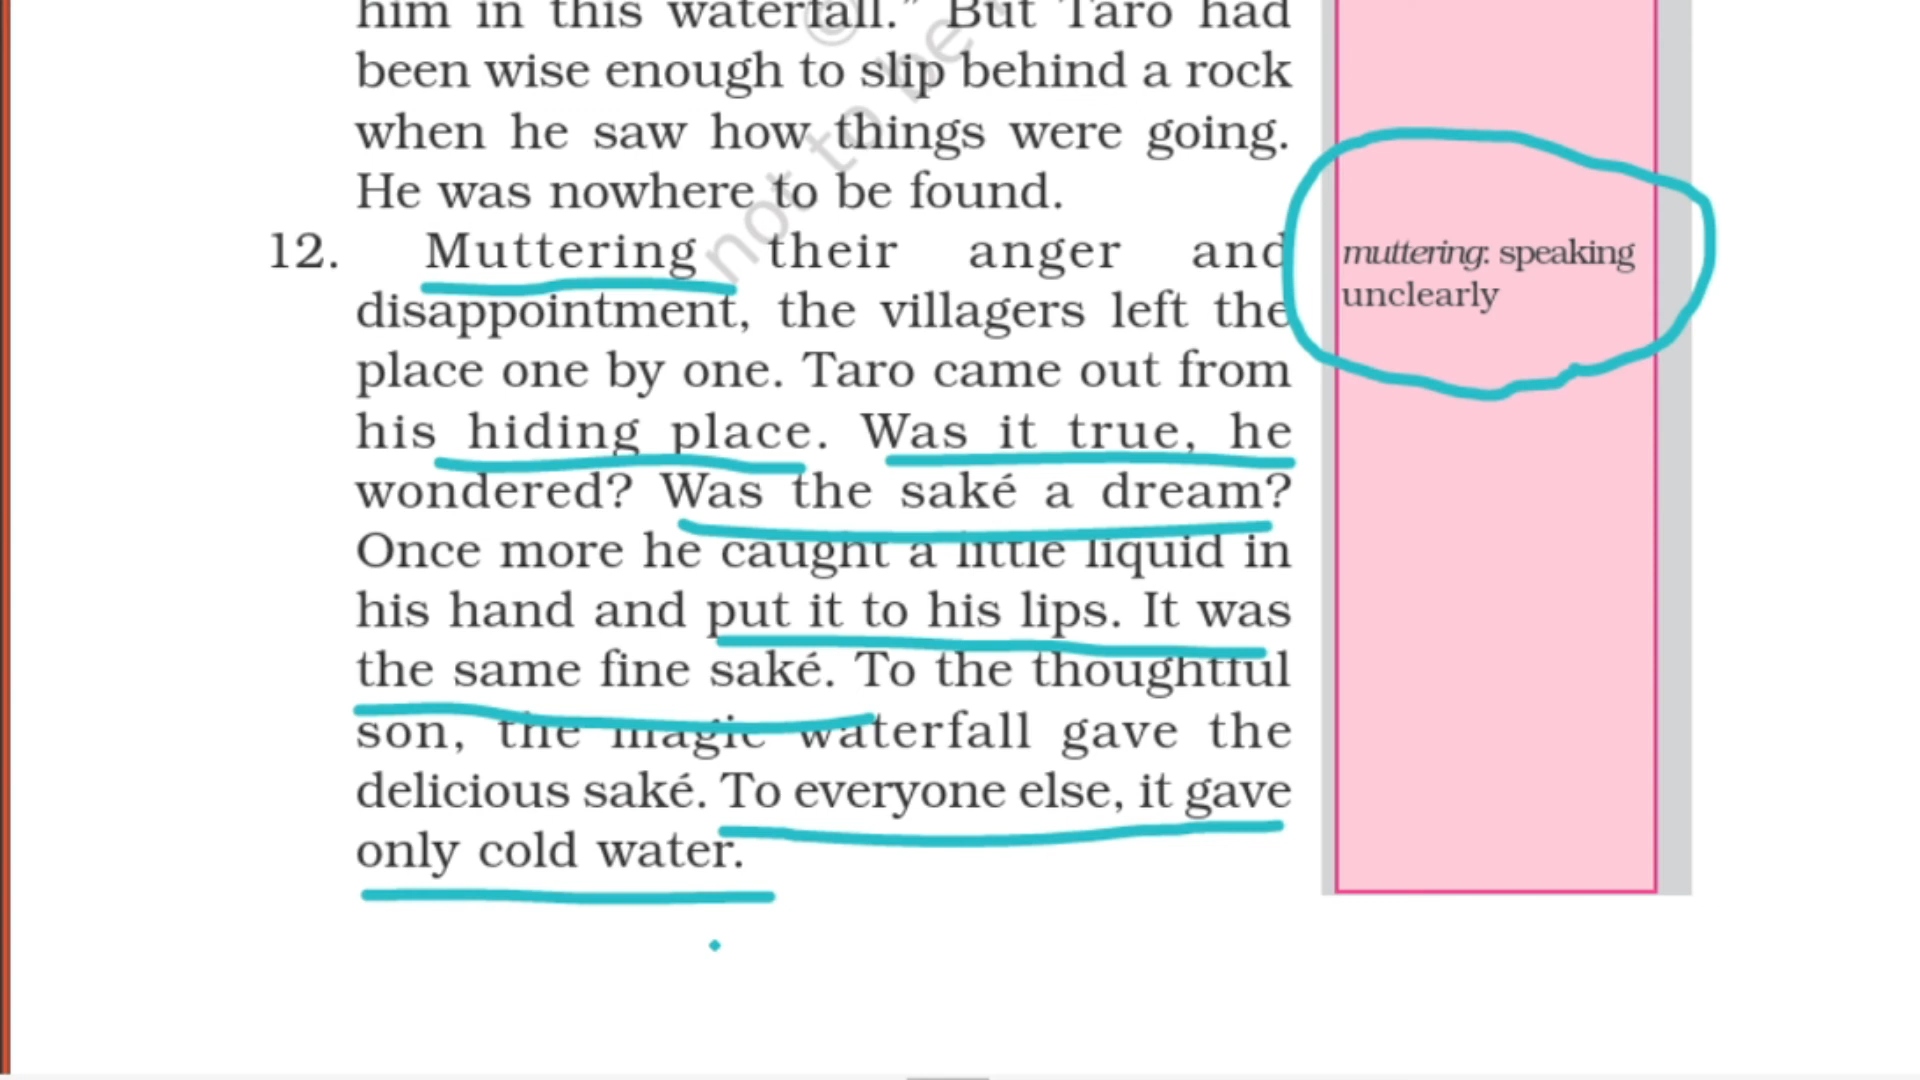 him in this waterfall.” But Taro had
been wise enough to slip behind a rock
when he saw how things were going.
He was nowhere to be found.
12. Muttering their anger and
disappointment, the villagers left the
place one by one. Taro came out from
his hiding place. Was it true, he
wondered? Was the saké a dream?
Once more he caught a little liquid in
his hand and put it to his lips. It was
the same fine saké. To the thoughtful
son, the magic waterfall gave the
delicious saké. To everyone else, it gave
only cold water.
muttering: speaking
unclearly
©
not to be